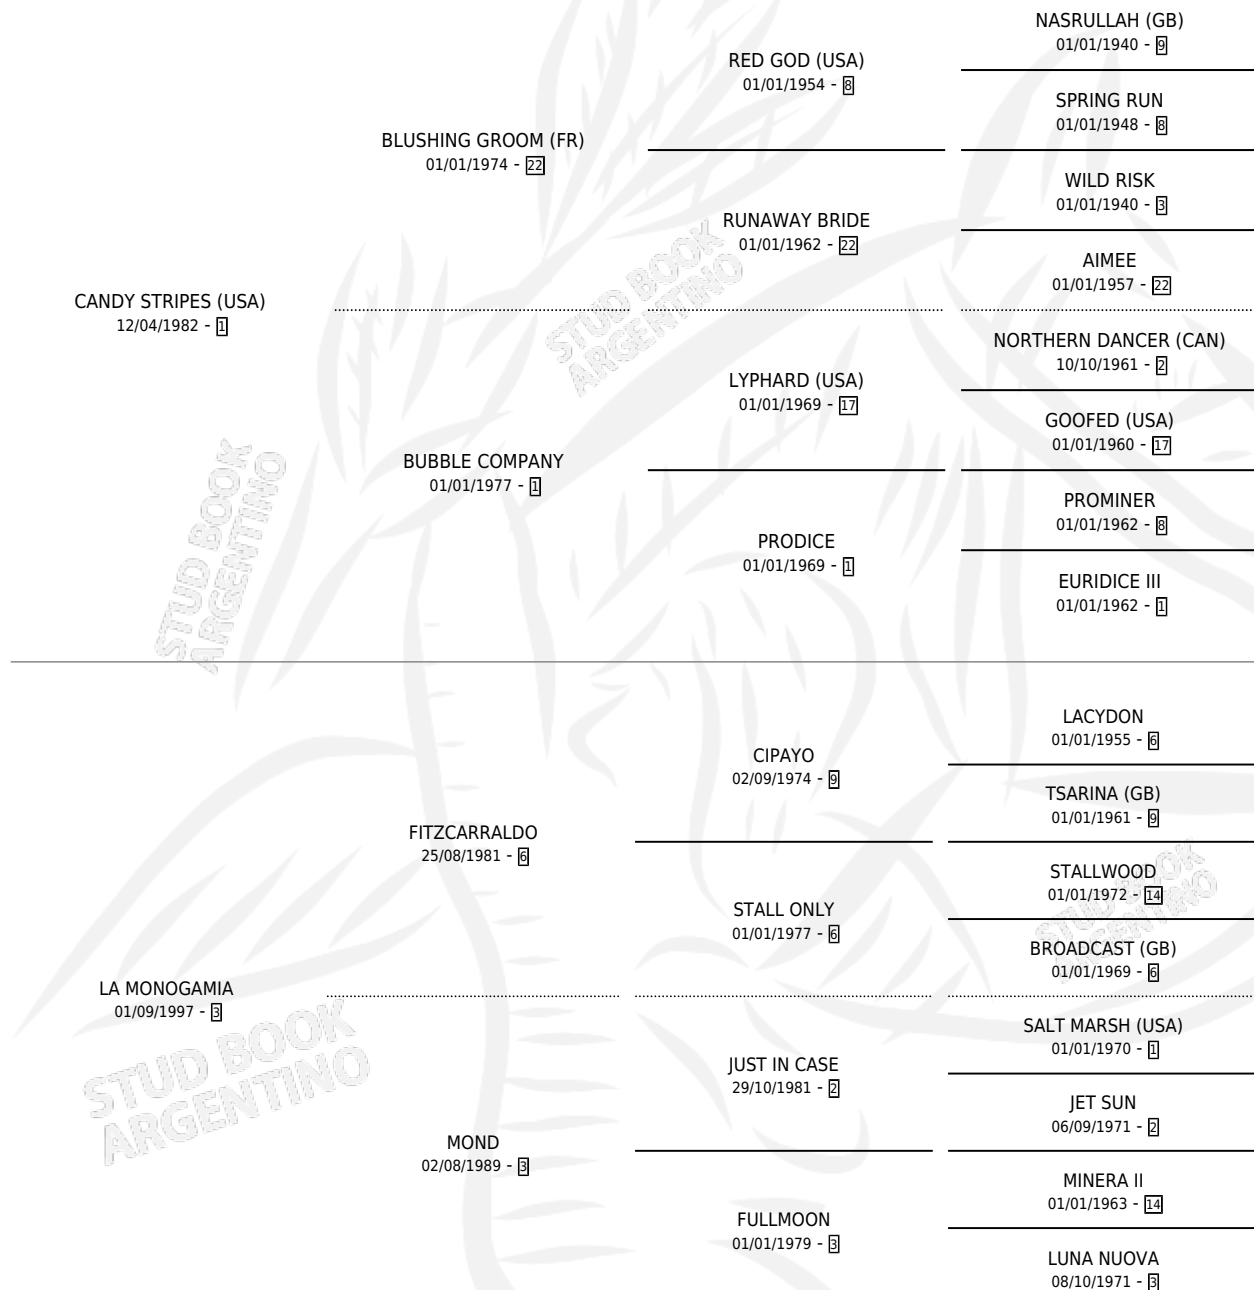 NASRULLAH (GB)
01/01/1940 - 9
RED GOD (USA)
01/01/1954 - 8
SPRING RUN
01/01/1948 - 8
BLUSHING GROOM (FR)
01/01/1974 - 22
WILD RISK
01/01/1940 - 3
RUNAWAY BRIDE
01/01/1962 - 22
AIMEE
01/01/1957 - 22
CANDY STRIPES (USA)
12/04/1982 - 1
NORTHERN DANCER (CAN)
10/10/1961 - 2
LYPHARD (USA)
01/01/1969 - 17
GOOFED (USA)
01/01/1960 - 17
BUBBLE COMPANY
01/01/1977 - 1
PROMINER
01/01/1962 - 8
PRODICE
01/01/1969 - 1
EURIDICE III
01/01/1962 - 1
LACYDON
01/01/1955 - 6
CIPAYO
02/09/1974 - 9
TSARINA (GB)
01/01/1961 - 9
FITZCARRALDO
25/08/1981 - 6
STALLWOOD
01/01/1972 - 14
STALL ONLY
01/01/1977 - 6
BROADCAST (GB)
01/01/1969 - 6
LA MONOGAMIA
01/09/1997 - 3
SALT MARSH (USA)
01/01/1970 - 1
JUST IN CASE
29/10/1981 - 2
JET SUN
06/09/1971 - 2
MOND
02/08/1989 - 3
MINERA II
01/01/1963 - 14
FULLMOON
01/01/1979 - 3
LUNA NUOVA
08/10/1971 - 3
STUD BOOK
ARGENTINO
STUD BOOK
ARGENTINO
STUD BOOK
ARGENTINO
STUD BOOK
ARGENTINO